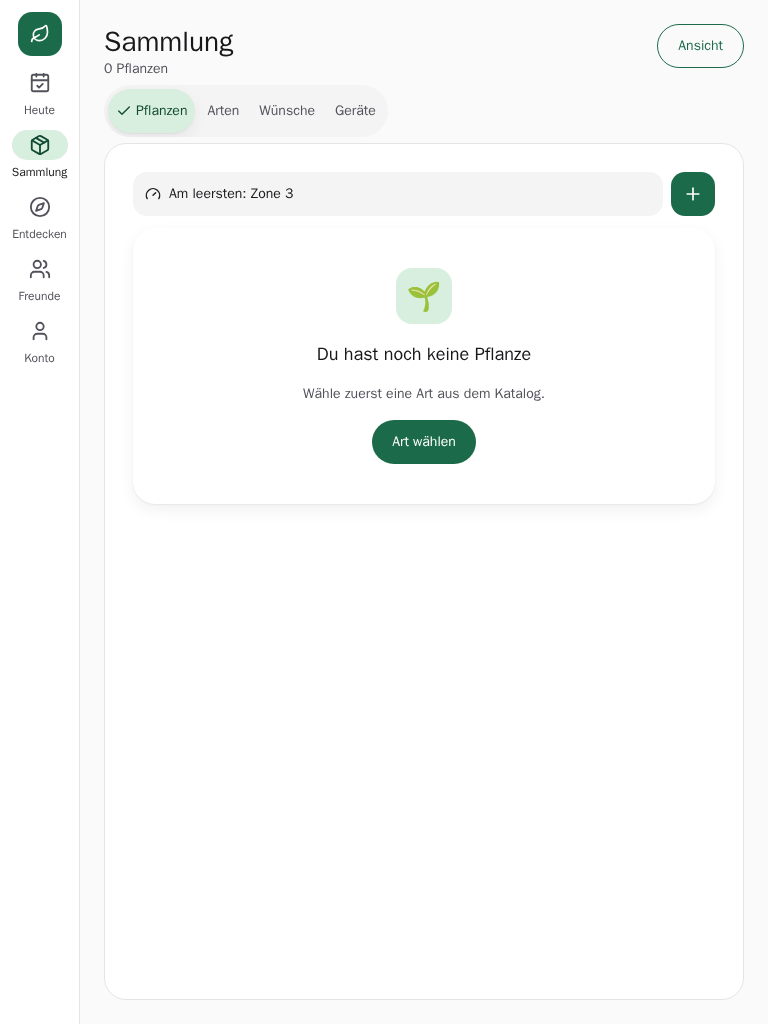 Sammlung
0 Pflanzen
Ansicht
Pflanzen
Arten
Wünsche
Geräte
Heute
Sammlung
Entdecken
Freunde
Konto
Am leersten: Zone 3
Du hast noch keine Pflanze
Wähle zuerst eine Art aus dem Katalog.
Art wählen